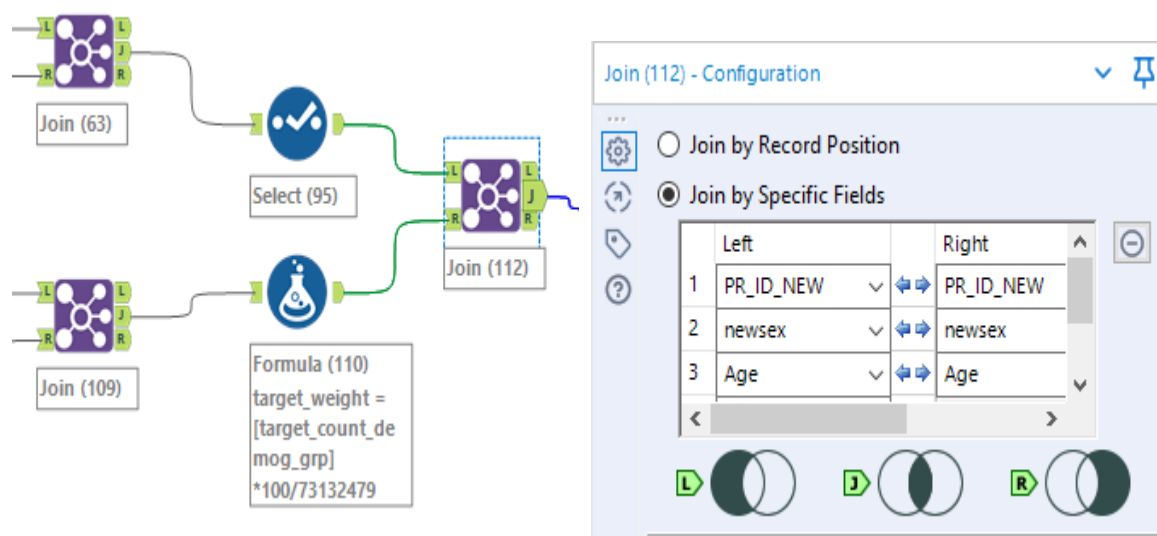 L
J
R
L
R
Join (63)
Select (95)
L
R
L
J
R
Join (112)
L
R
L
J
R
Join (109)
Formula (110)
target_weight =
[target_count_de
mog_grp]
*100/73132479
Join (112) - Configuration
Join by Record Position
Join by Specific Fields
Left Right
1 PR_ID_NEW PR_ID_NEW
2 newsex newsex
3 Age Age
L J R